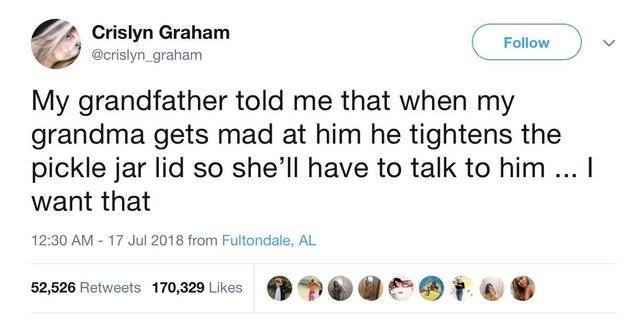 Crislyn Graham
@crislyn_graham
Follow
My grandfather told me that when my
grandma gets mad at him he tightens the
pickle jar lid so she’ll have to talk to him ... I
want that
12:30 AM - 17 Jul 2018 from Fultondale, AL
52,526 Retweets 170,329 Likes